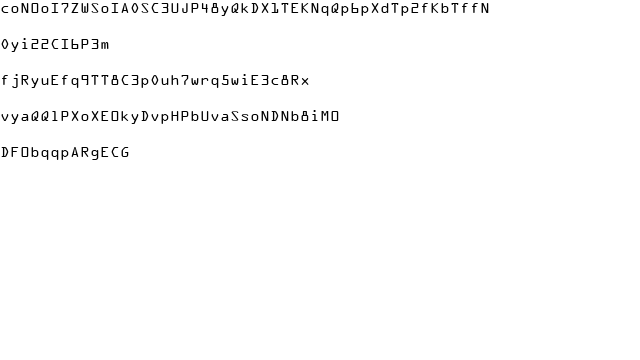 coNOoI7ZWSoIA0SC3UJP48yQkDX1TEKNqQp6pXdTp2fKbTffN
0yi22CI6P3m
fjRyuEfq9TT8C3p0uh7wrq5wiE3c8Rx
vyaQQ1PXoXEOkyDvpHPbUvaSsoNDNb8iMO
DFObqqpARgECG